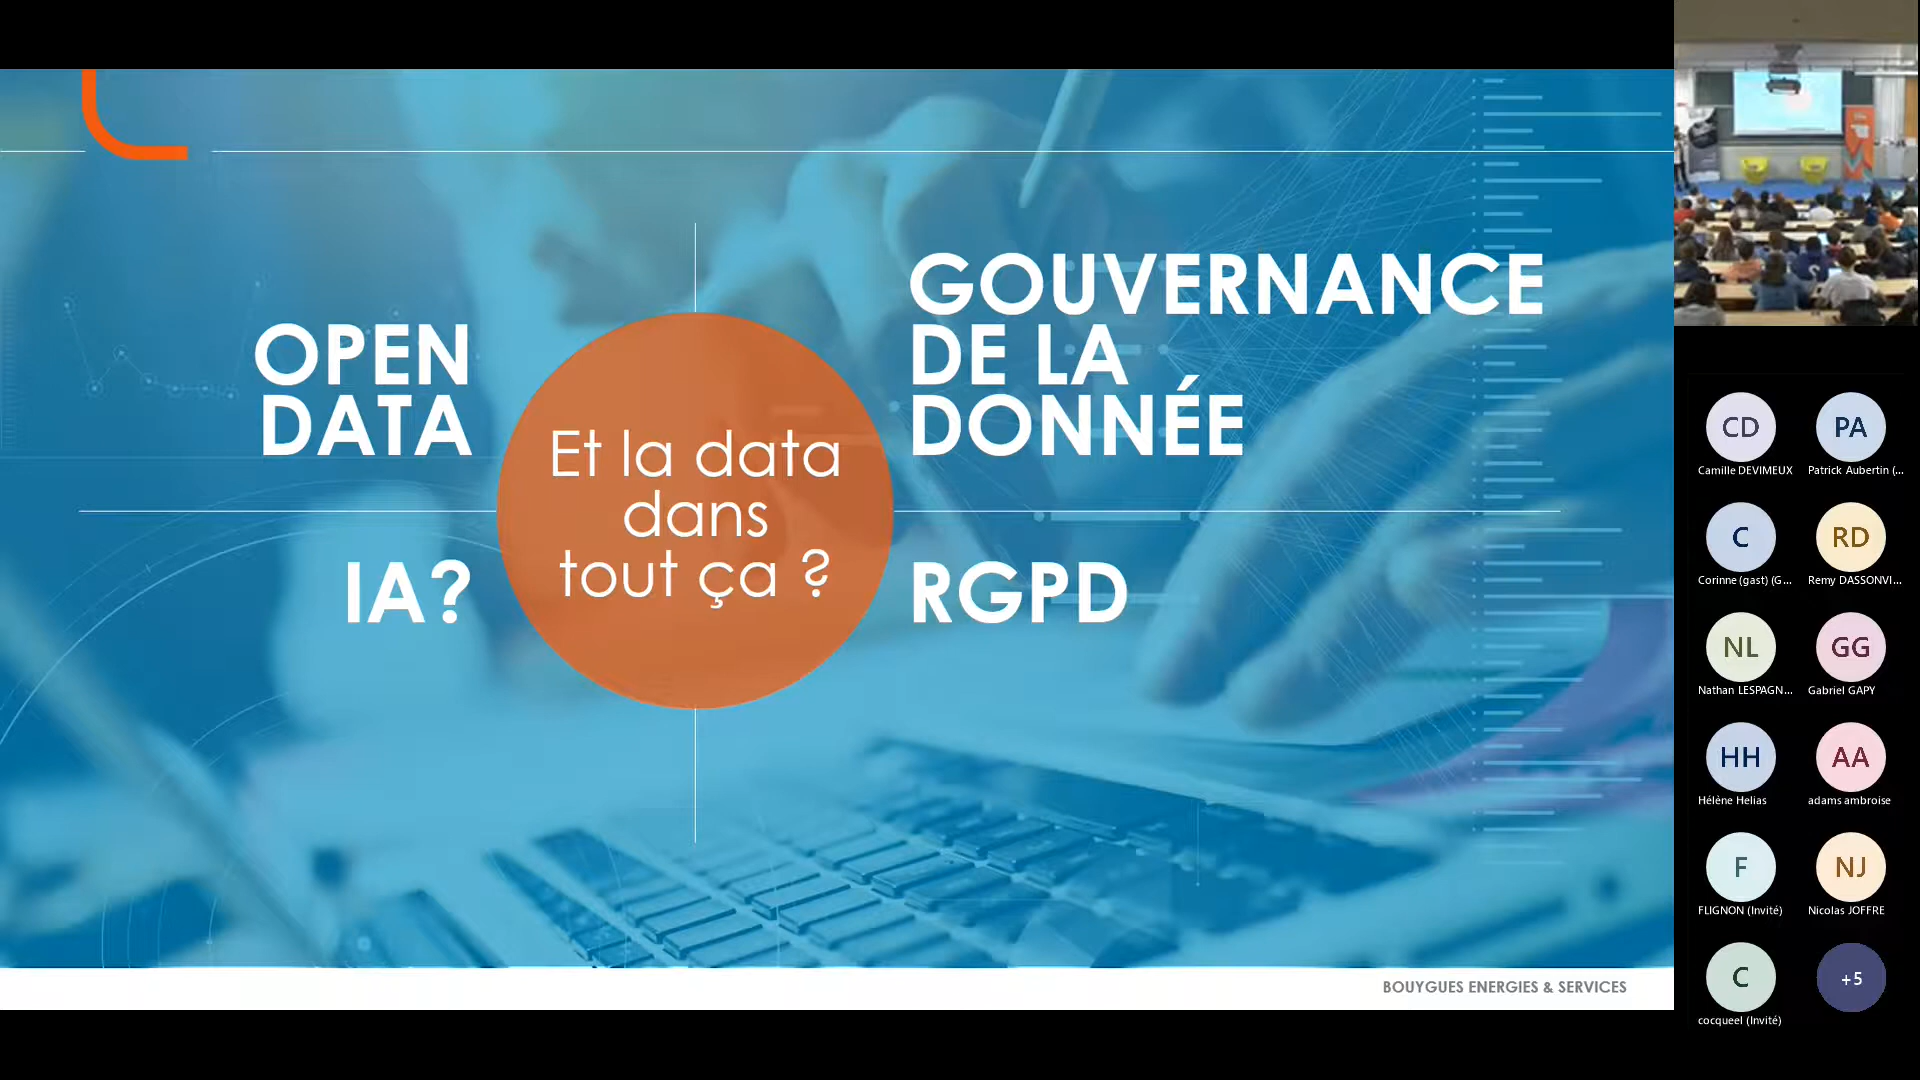 OPEN
DATA
GOUVERNANCE
DE LA
DONNÉE
Et la data
dans
tout ça ?
IA?
RGPD
BOUYGUES ENERGIES & SERVICES
CD
Camille DEVIMEUX
PA
Patrick Aubertin (...
C
Corinne (gast) (G...
RD
Remy DASSONVI...
NL
Nathan LESPAGN...
GG
Gabriel GAPY
HH
Hélène Helias
AA
adams ambroise
F
FLIGNON (Invité)
NJ
Nicolas JOFFRE
C
cocqueel (Invité)
+5